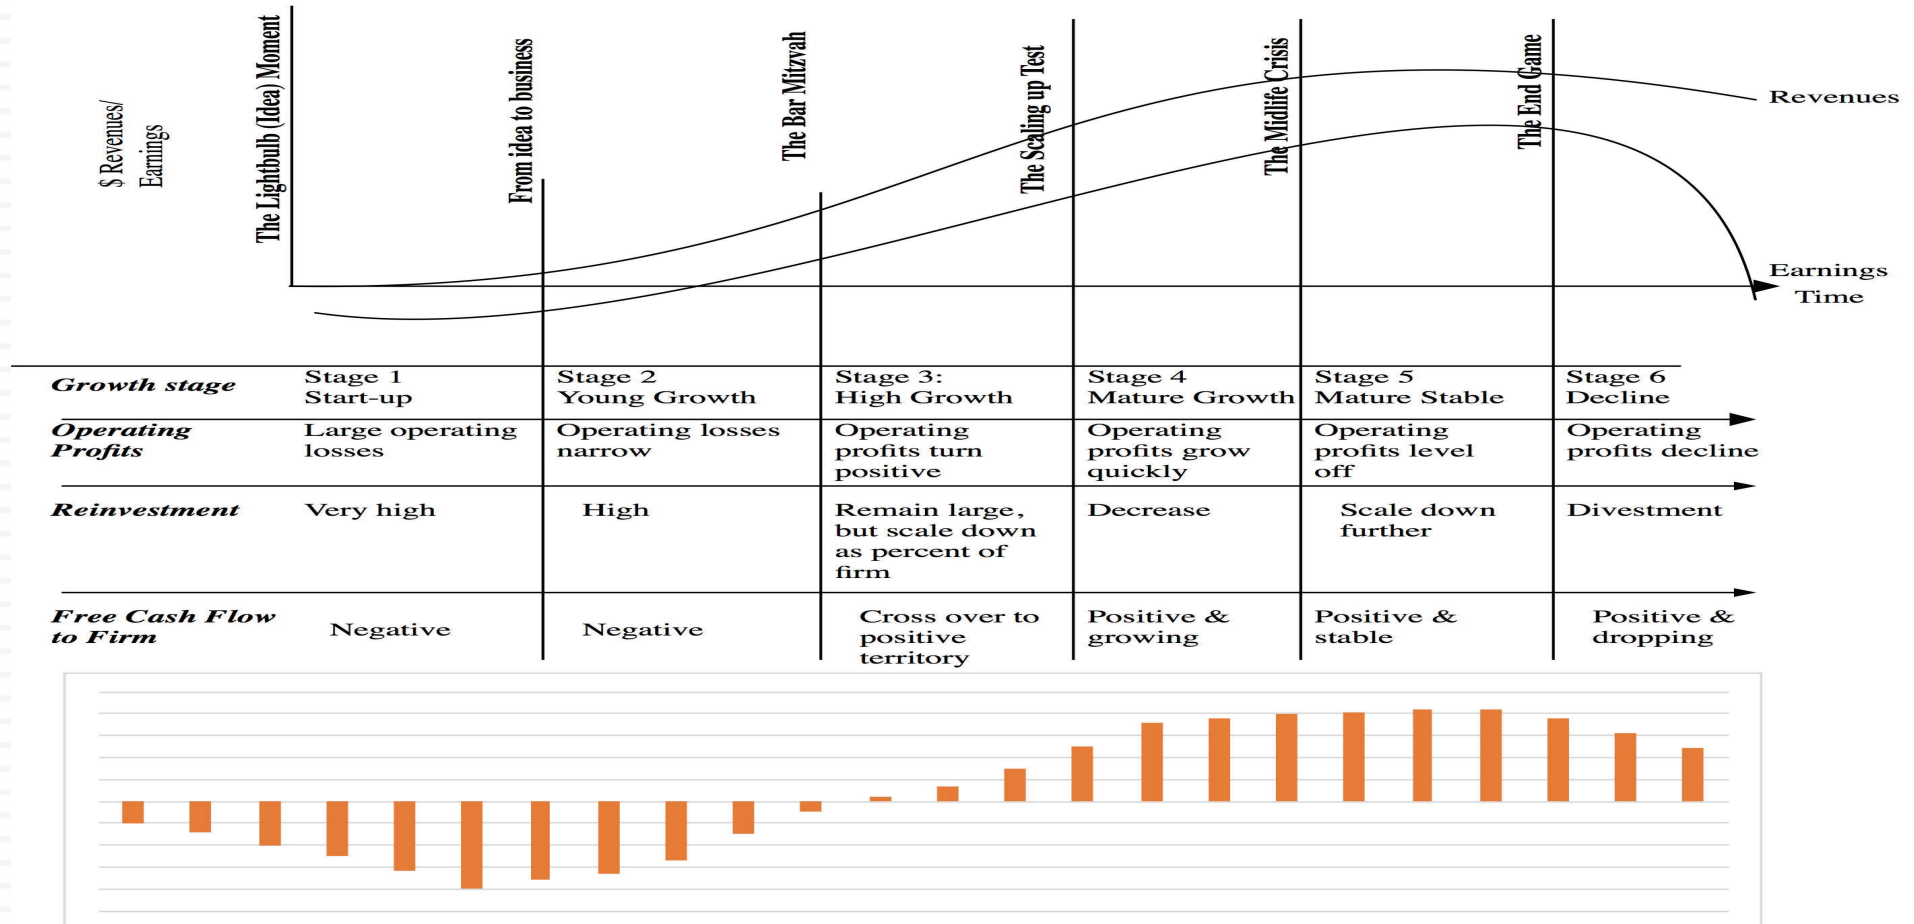 $ Revenues/
Earnings
The Lightbulb (Idea) Moment
From idea to business
The Bar Mitzvah
The Scaling up Test
The Midlife Crisis
The End Game
Revenues
Earnings
Time
Growth stage
Stage 1
Start-up
Stage 2
Young Growth
Stage 3:
High Growth
Stage 4
Mature Growth
Stage 5
Mature Stable
Stage 6
Decline
Operating
Profits
Large operating
losses
Operating losses
narrow
Operating
profits turn
positive
Operating
profits grow
quickly
Operating
profits level
off
Operating
profits decline
Reinvestment
Very high
High
Remain large,
but scale down
as percent of
firm
Decrease
Scale down
further
Divestment
Free Cash Flow
to Firm
Negative
Negative
Cross over to
positive
territory
Positive &
growing
Positive &
stable
Positive &
dropping